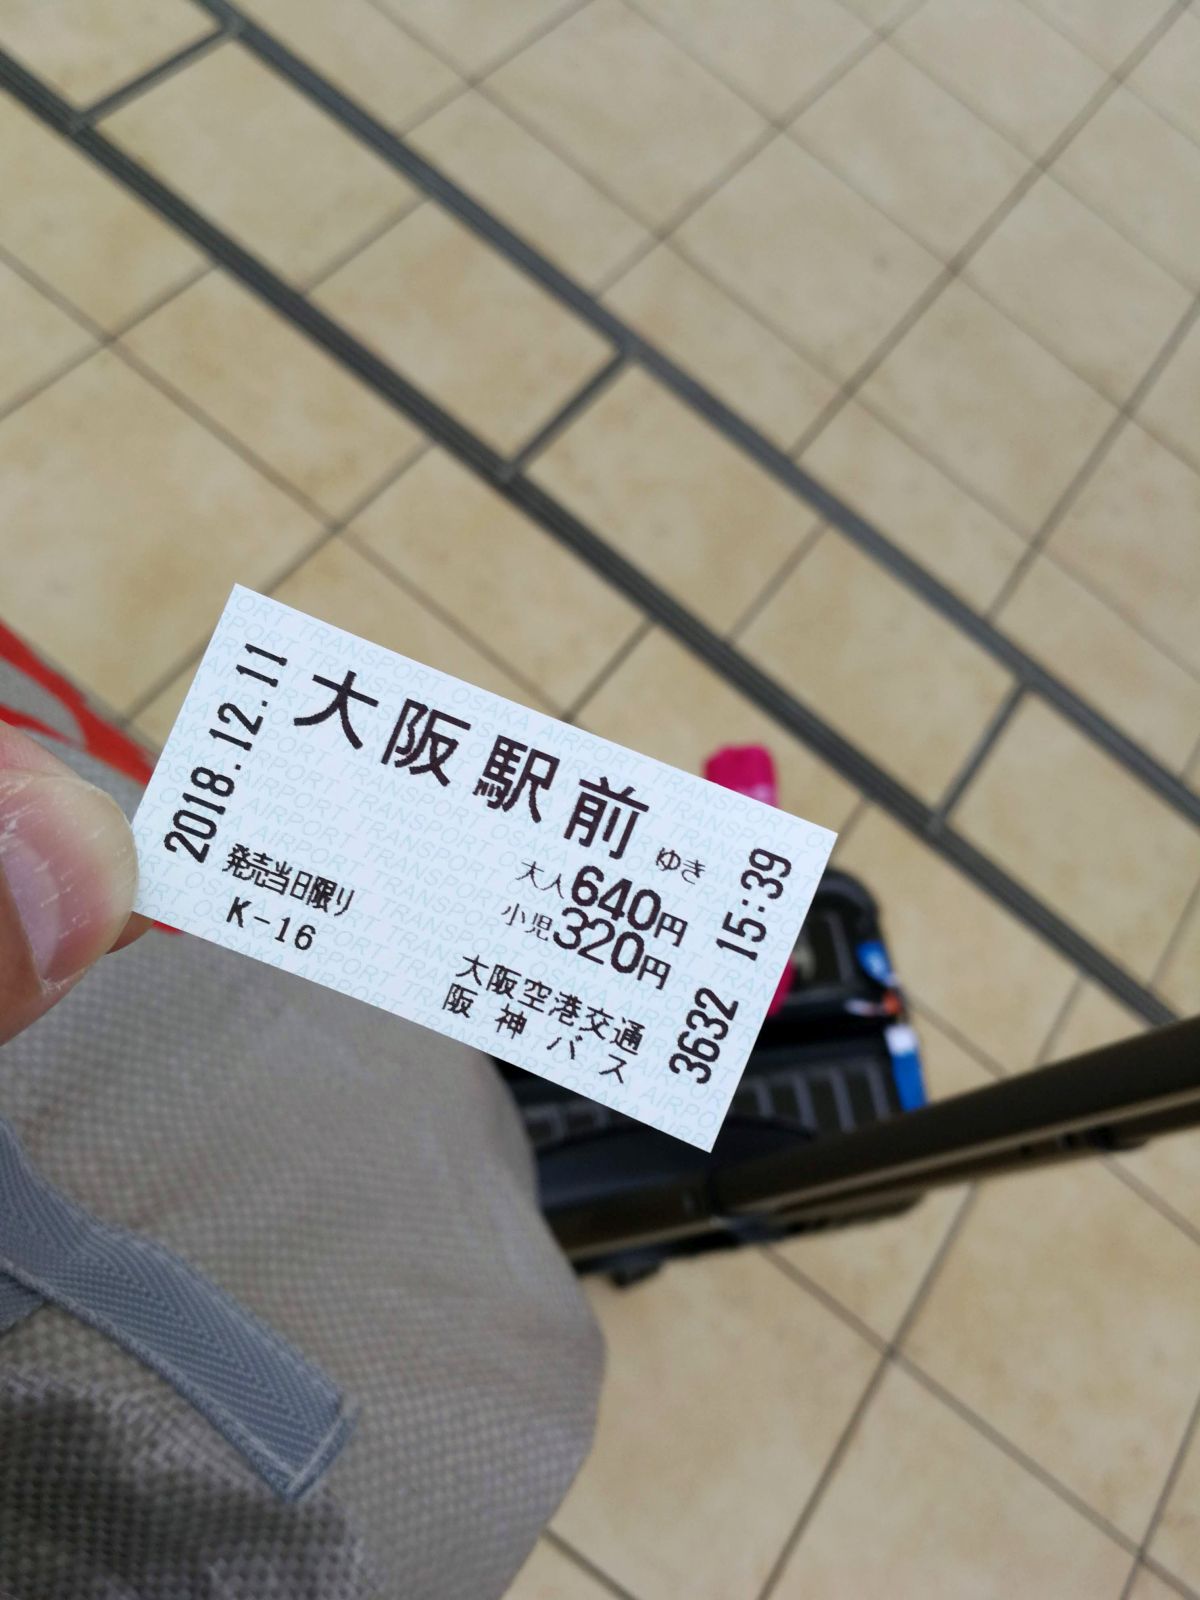 2018.12.11
大阪駅前 ゆき
大人640円
小児320円
発売当日限り
K-16
大阪空港交通
阪神バス
15:39
3632
OSAKA AIRPORT TRANSPORT